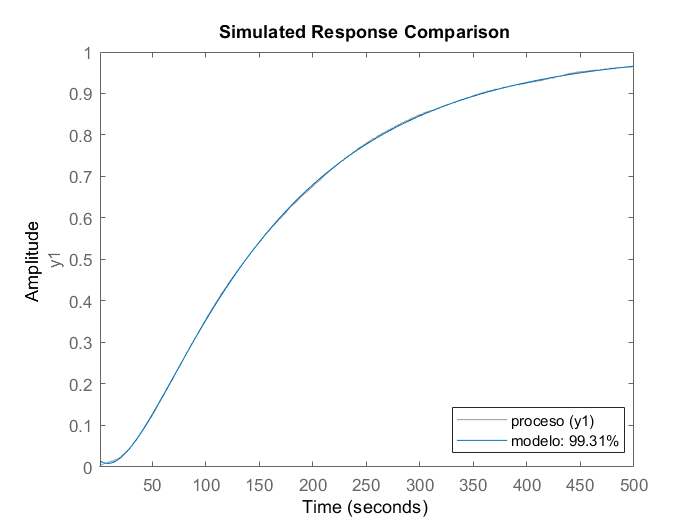 Simulated Response Comparison
1
0.9
0.8
0.7
0.6
0.5
0.4
0.3
0.2
0.1
0
Amplitude
y1
proceso (y1)
modelo: 99.31%
50 100 150 200 250 300 350 400 450 500
Time (seconds)